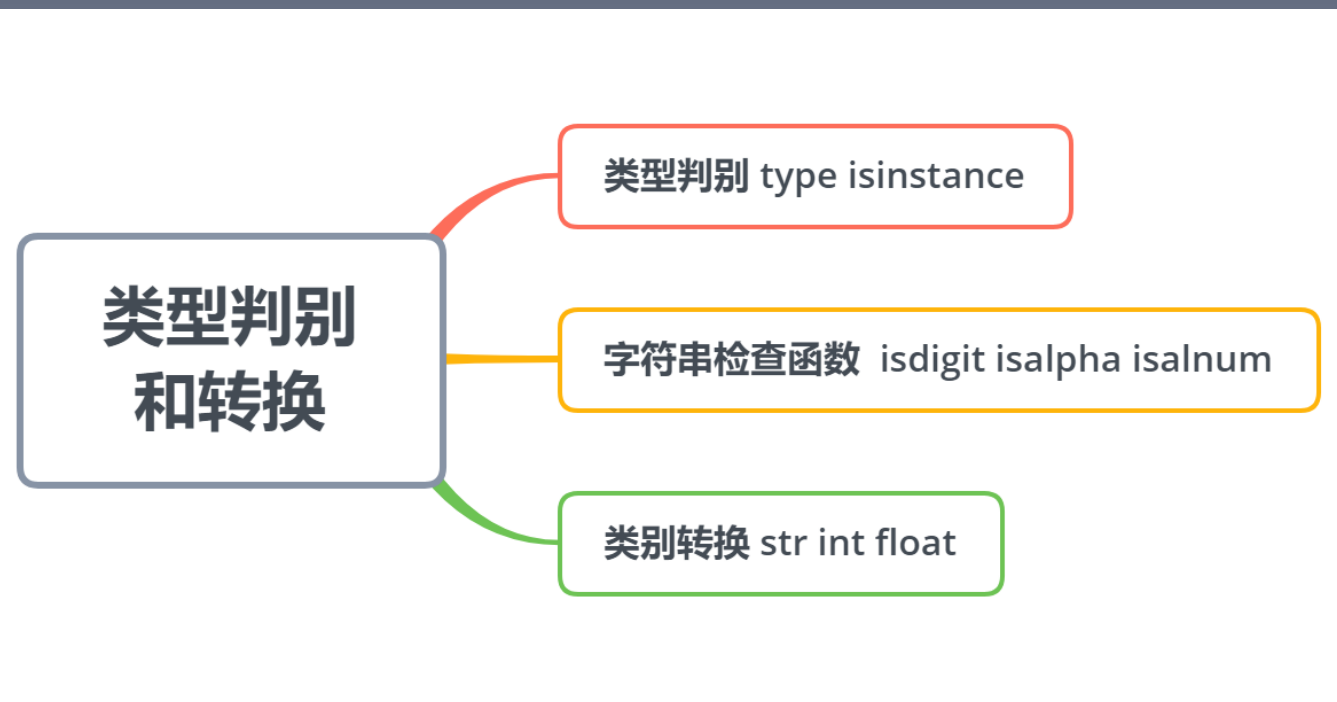 类型判别
和转换
类型判别 type isinstance
字符串检查函数  isdigit isalpha isalnum
类别转换 str int float